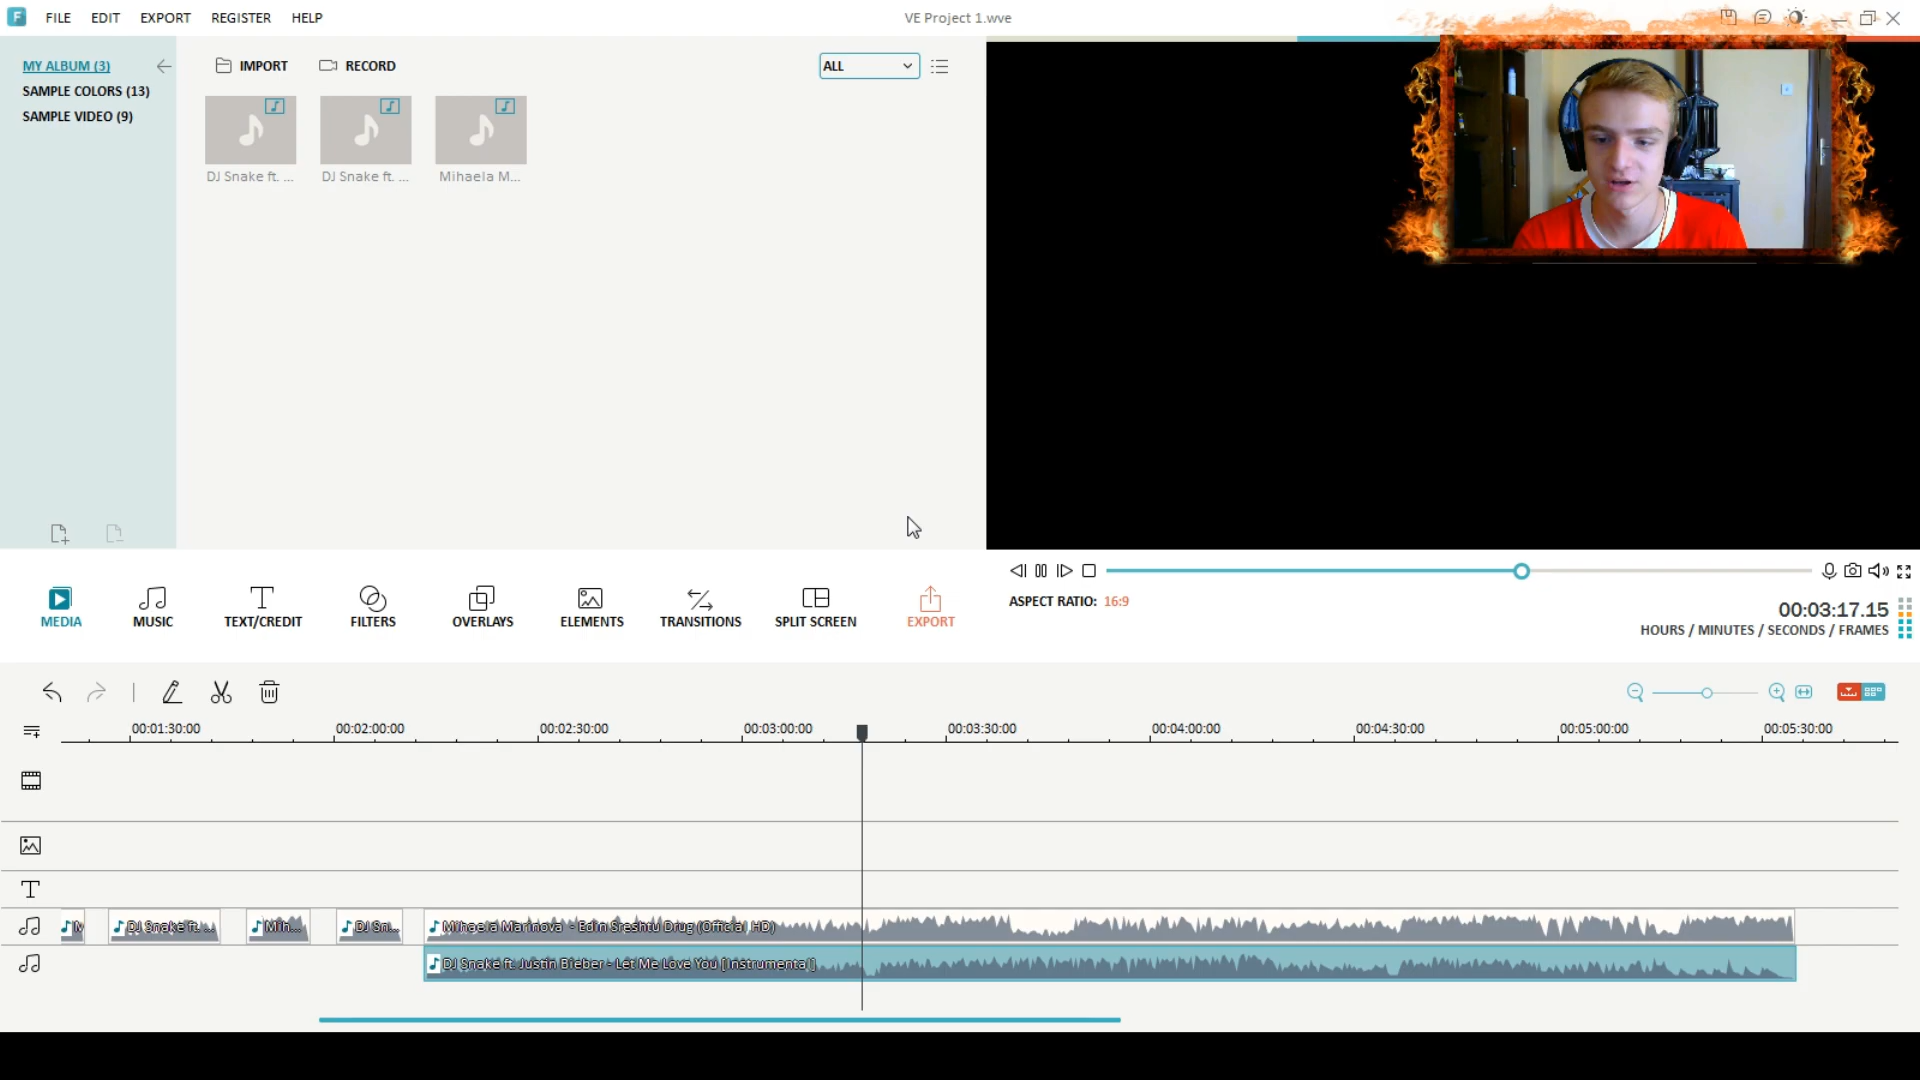 FILE EDIT EXPORT REGISTER HELP VE Project 1.wve
MY ALBUM (3)
SAMPLE COLORS (13)
SAMPLE VIDEO (9)
IMPORT RECORD ALL
DJ Snake ft. ... DJ Snake ft. ... Mihaela M...
MEDIA MUSIC TEXT/CREDIT FILTERS OVERLAYS ELEMENTS TRANSITIONS SPLIT SCREEN EXPORT
ASPECT RATIO: 16:9
00:03:17.15
HOURS / MINUTES / SECONDS / FRAMES
00:01:30:00 00:02:00:00 00:02:30:00 00:03:00:00 00:03:30:00 00:04:00:00 00:04:30:00 00:05:00:00 00:05:30:00
M DJ Snake ft. ... Mih... DJ Sn... Mihaela Marinova - Edin Sreshtu Drug (Official HD)
DJ Snake ft. Justin Bieber - Let Me Love You [Instrumental]